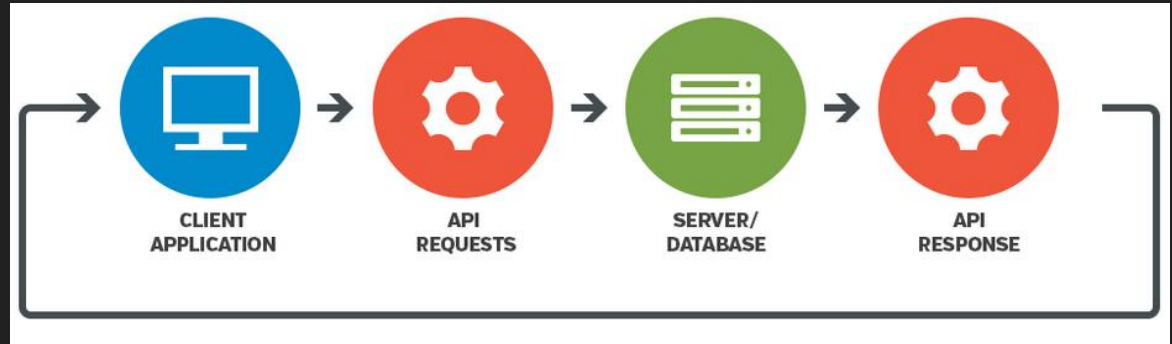 CLIENT
APPLICATION
API
REQUESTS
SERVER/
DATABASE
API
RESPONSE